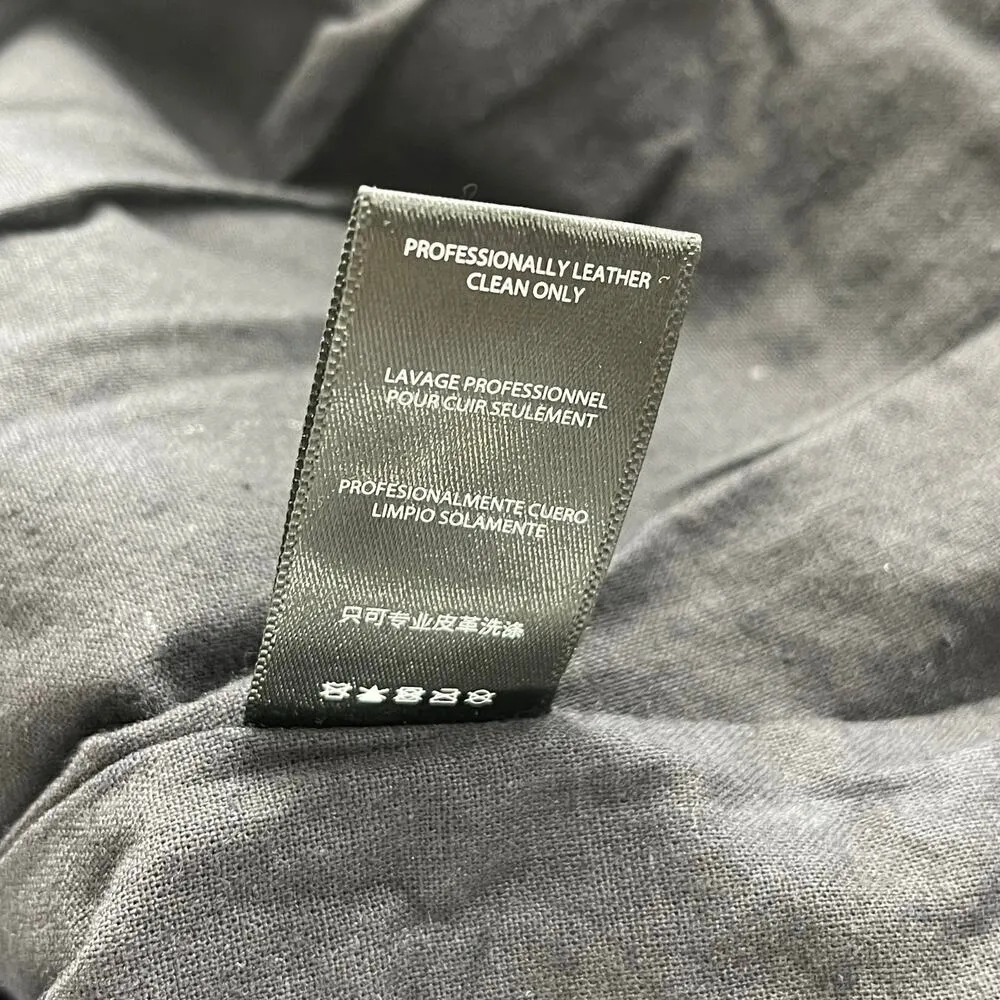 PROFESSIONALLY LEATHER
CLEAN ONLY
LAVAGE PROFESSIONNEL
POUR CUIR SEULEMENT
PROFESIONALMENTE CUERO
LIMPIO SOLAMENTE
只可专业皮革洗涤